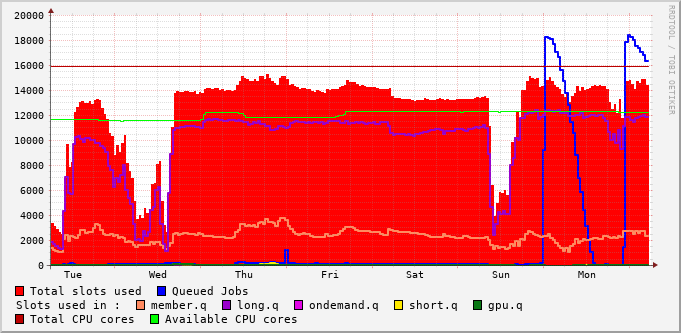 20000
18000
16000
14000
12000
10000
8000
6000
4000
2000
0
Tue Wed Thu Fri Sat Sun Mon
RRDTOOL / TOBI OETIKER
Total slots used Queued Jobs
Slots used in : member.q long.q ondemand.q short.q gpu.q
Total CPU cores Available CPU cores